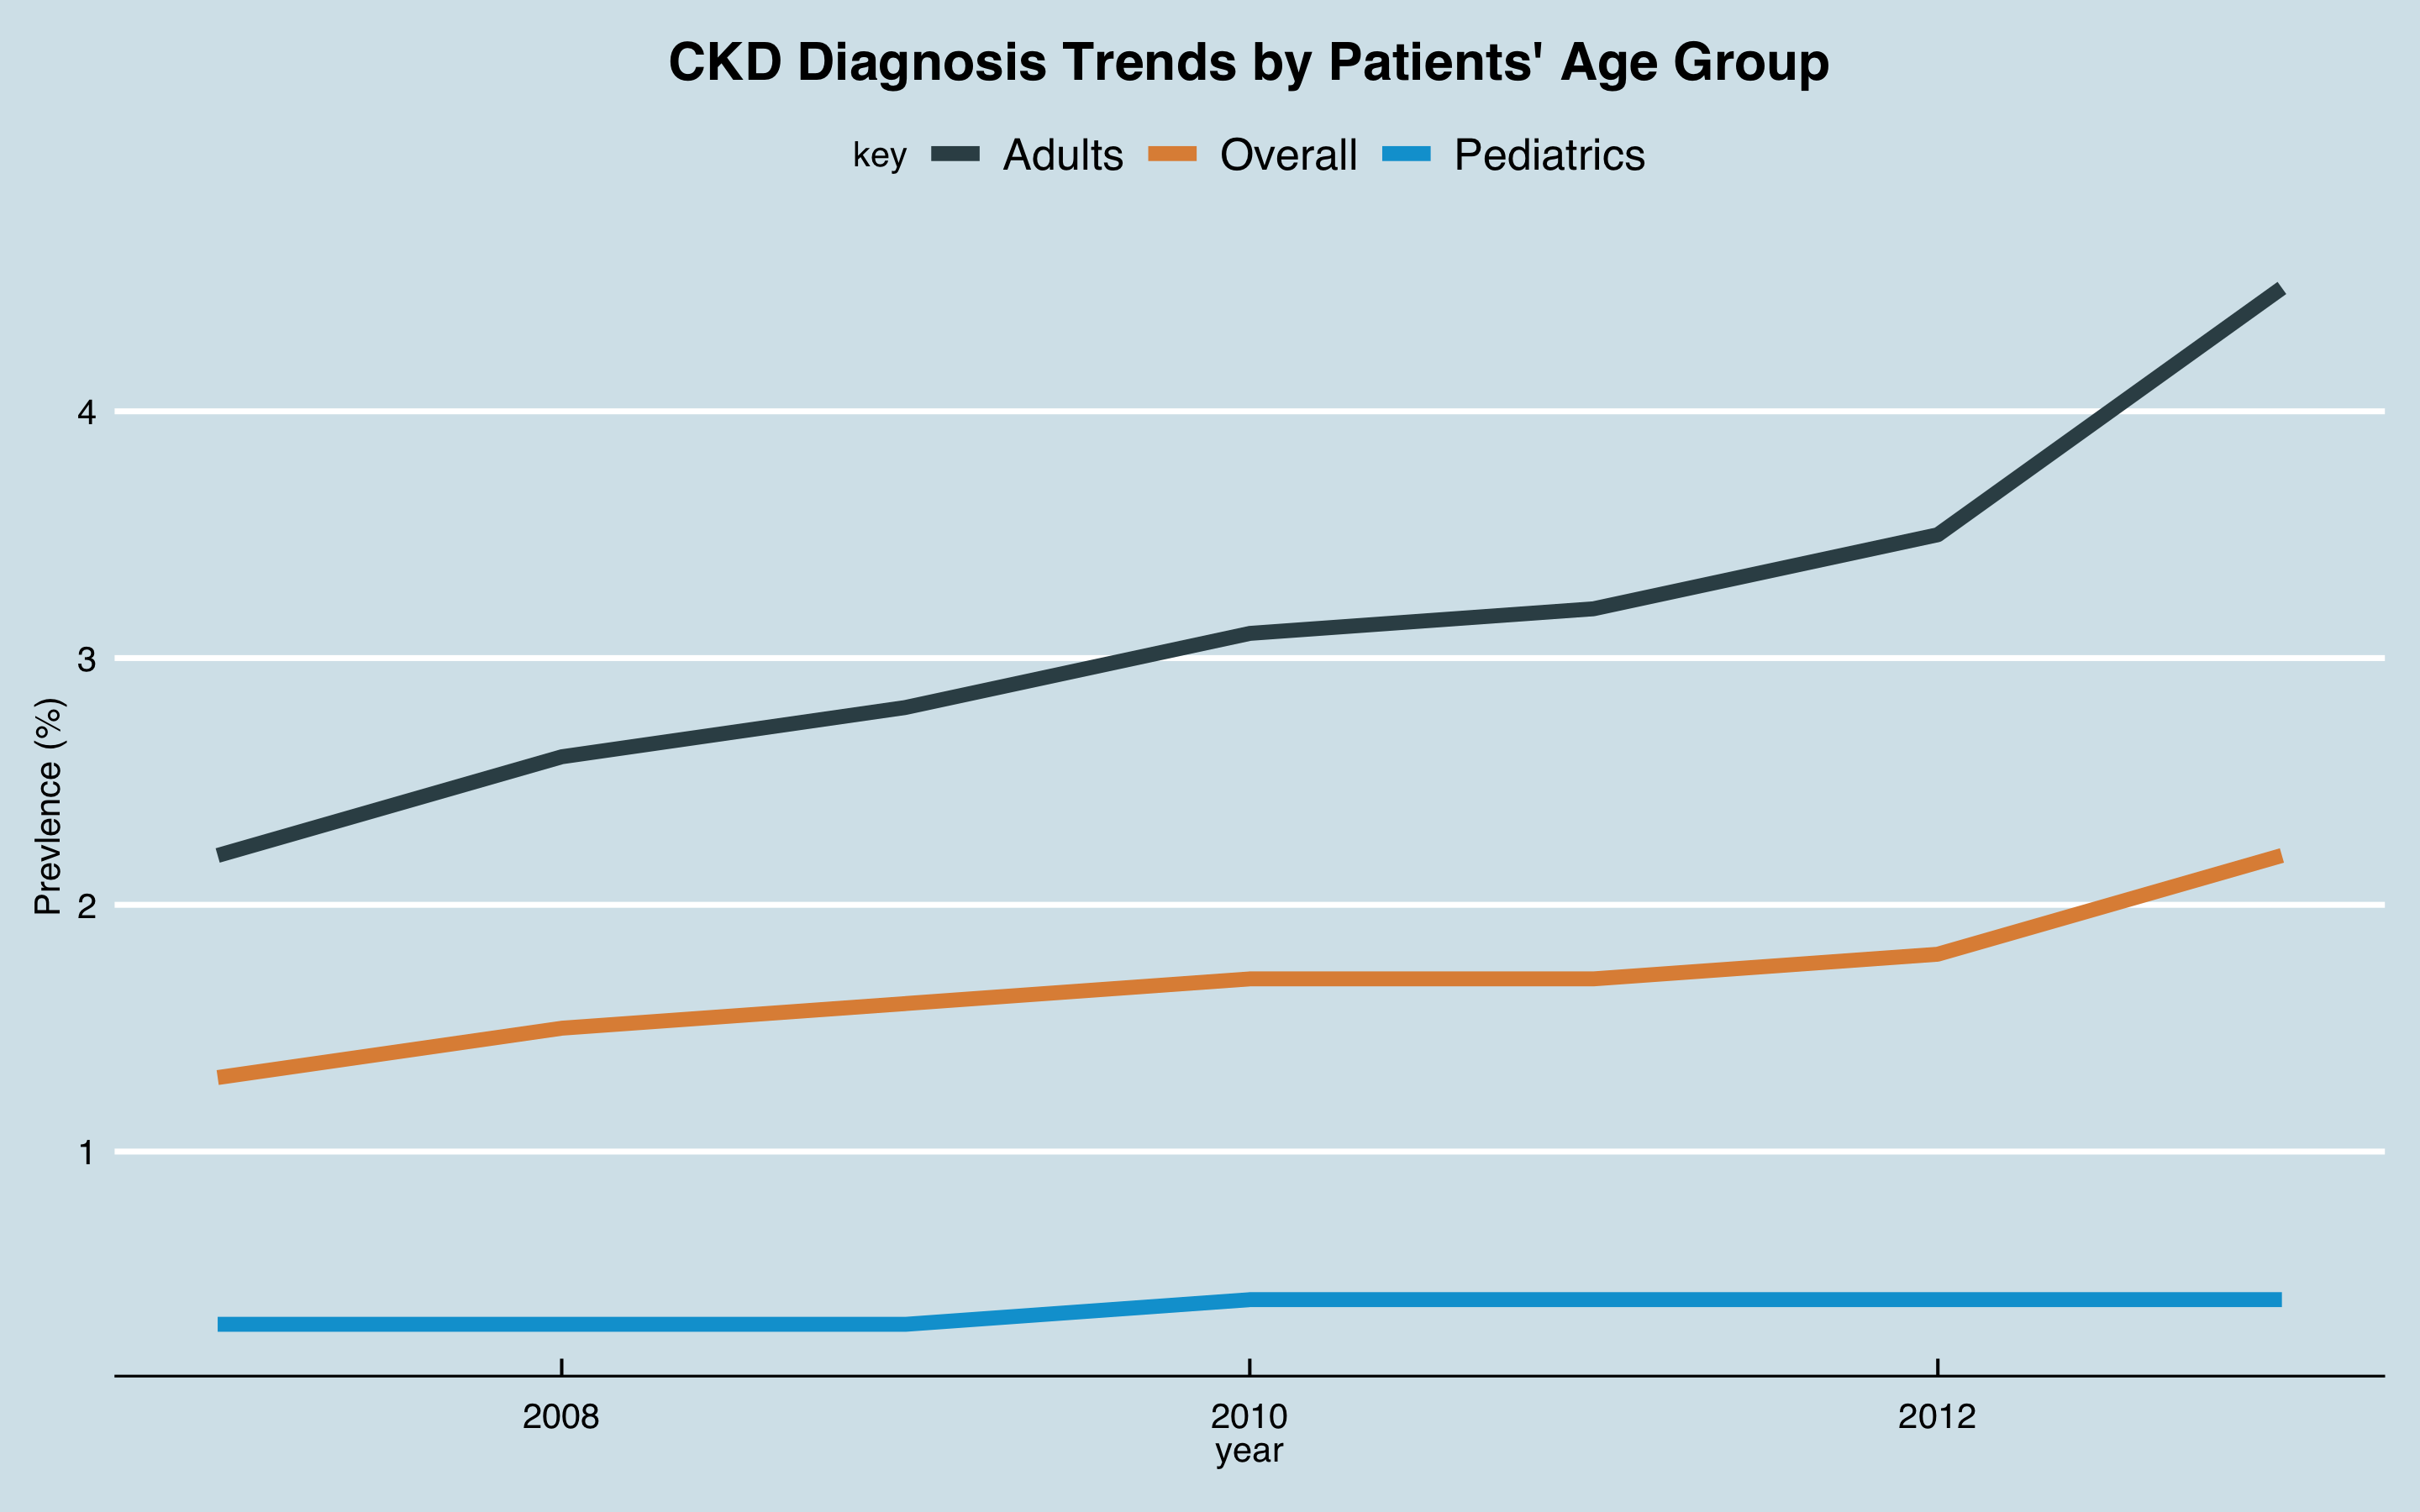 CKD Diagnosis Trends by Patients' Age Group
key Adults Overall Pediatrics
4
3
Prevlence (%)
2
1
2008 2010 2012
year